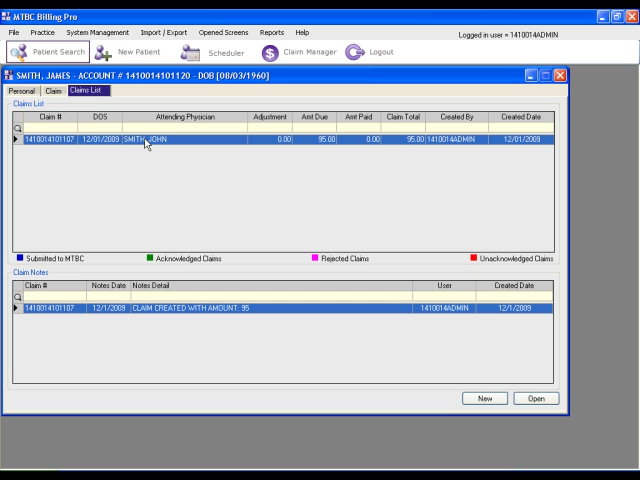 MTBC Billing Pro
File Practice System Management Import / Export Opened Screens Reports Help Logged in user = 1410014ADMIN
Patient Search New Patient Scheduler Claim Manager Logout
SMITH, JAMES - ACCOUNT # 1410014101120 - DOB [08/03/1960]
Personal Claim Claims List
Claims List
Claim # DOS Attending Physician Adjustment Amt Due Amt Paid Claim Total Created By Created Date
1410014101107 12/01/2009 SMITH, JOHN 0.00 95.00 0.00 95.00 1410014ADMIN 12/01/2009
Submitted to MTBC Acknowledged Claims Rejected Claims Unacknowledged Claims
Claim Notes
Claim # Notes Date Notes Detail User Created Date
1410014101107 12/1/2009 CLAIM CREATED WITH AMOUNT: 95 1410014ADMIN 12/1/2009
New Open